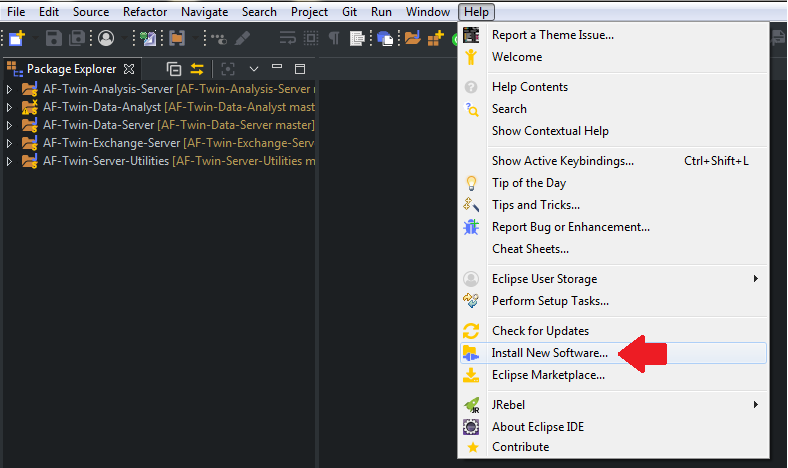 File Edit Source Refactor Navigate Search Project Git Run Window Help
Package Explorer
AF-Twin-Analysis-Server [AF-Twin-Analysis-Server
AF-Twin-Data-Analyst [AF-Twin-Data-Analyst mast
AF-Twin-Data-Server [AF-Twin-Data-Server master]
AF-Twin-Exchange-Server [AF-Twin-Exchange-Serv
AF-Twin-Server-Utilities [AF-Twin-Server-Utilities m
Report a Theme Issue...
Welcome
Help Contents
Search
Show Contextual Help
Show Active Keybindings... Ctrl+Shift+L
Tip of the Day
Tips and Tricks...
Report Bug or Enhancement...
Cheat Sheets...
Eclipse User Storage
Perform Setup Tasks...
Check for Updates
Install New Software...
Eclipse Marketplace...
JRebel
About Eclipse IDE
Contribute